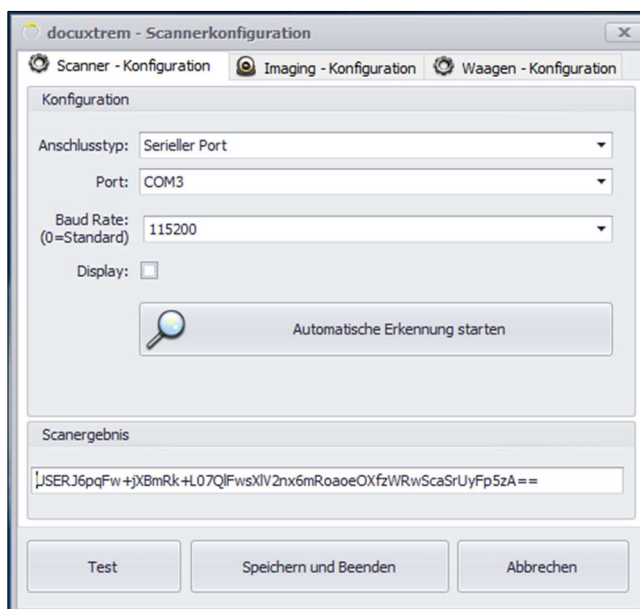 docuxtrem - Scannerkonfiguration
Scanner - Konfiguration
Imaging - Konfiguration
Waagen - Konfiguration
Konfiguration
Anschlusstyp: Serieller Port
Port: COM3
Baud Rate: 115200
(0=Standard)
Display:
Automatische Erkennung starten
Scanergebnis
Test
Speichern und Beenden
Abbrechen